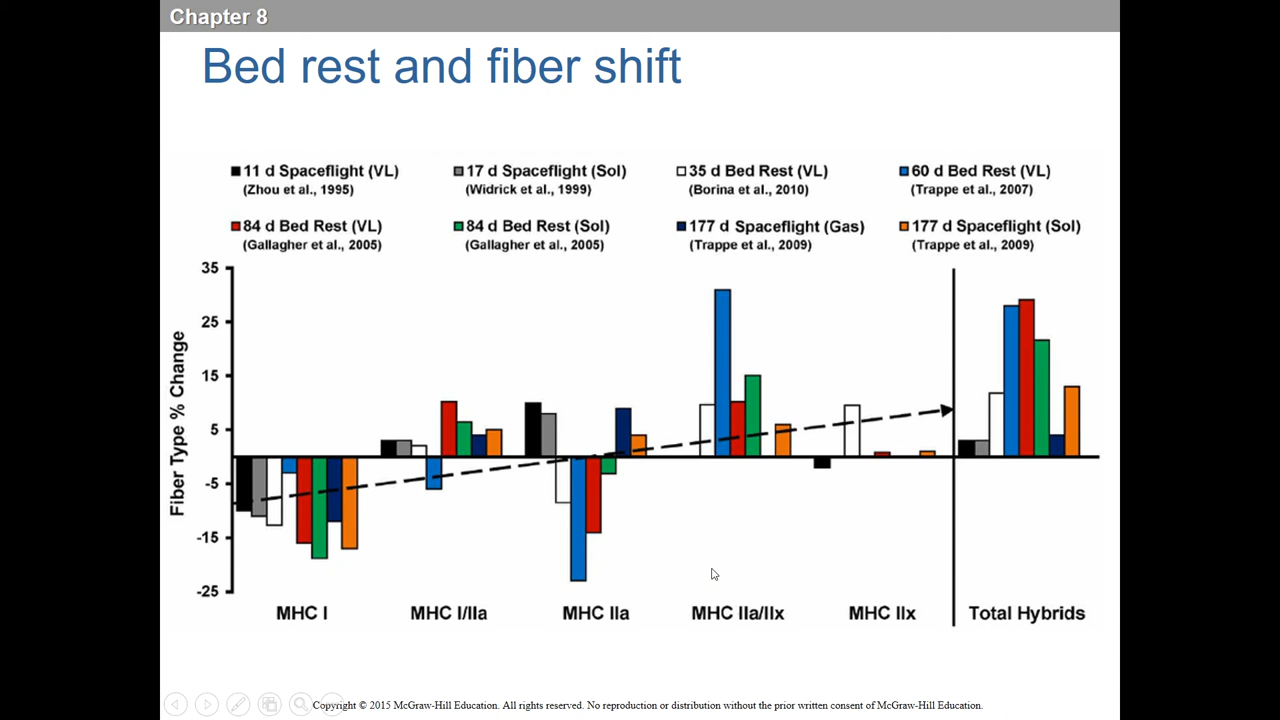 Chapter 8
Bed rest and fiber shift
11 d Spaceflight (VL)
(Zhou et al., 1995)
17 d Spaceflight (Sol)
(Widrick et al., 1999)
35 d Bed Rest (VL)
(Borina et al., 2010)
60 d Bed Rest (VL)
(Trappe et al., 2007)
84 d Bed Rest (VL)
(Gallagher et al., 2005)
84 d Bed Rest (Sol)
(Gallagher et al., 2005)
177 d Spaceflight (Gas)
(Trappe et al., 2009)
177 d Spaceflight (Sol)
(Trappe et al., 2009)
Fiber Type % Change
35
25
15
5
-5
-15
-25
MHC I
MHC I/IIa
MHC IIa
MHC IIa/IIx
MHC IIx
Total Hybrids
Copyright © 2015 McGraw-Hill Education. All rights reserved. No reproduction or distribution without the prior written consent of McGraw-Hill Education.